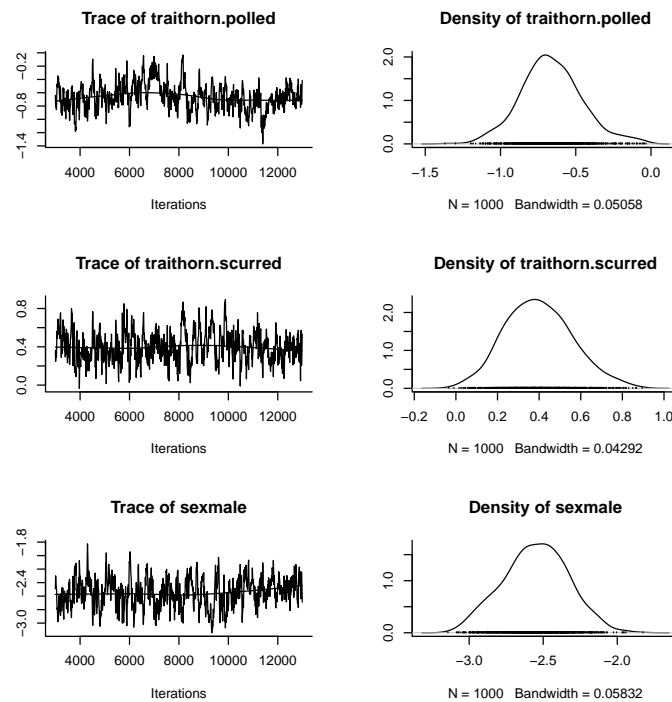 Trace of traithorn.polled
−0.2
−0.8
−1.4
4000 6000 8000 10000 12000
Iterations
Density of traithorn.polled
2.0
1.0
0.0
−1.5 −1.0 −0.5 0.0
N = 1000 Bandwidth = 0.05058
Trace of traithorn.scurred
0.8
0.4
0.0
4000 6000 8000 10000 12000
Iterations
Density of traithorn.scurred
2.0
1.0
0.0
−0.2 0.0 0.2 0.4 0.6 0.8 1.0
N = 1000 Bandwidth = 0.04292
Trace of sexmale
−1.8
−2.4
−3.0
4000 6000 8000 10000 12000
Iterations
Density of sexmale
1.0
0.0
−3.0 −2.5 −2.0
N = 1000 Bandwidth = 0.05832